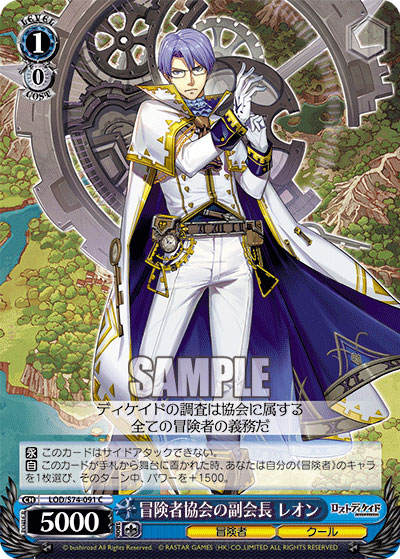 LEVEL
1
0
COST
SAMPLE
ディケイドの調査は協会に属する
全ての冒険者の義務だ
永 このカードはサイドアタックできない。
自 このカードが手札から舞台に置かれた時、あなたは自分の《冒険者》のキャラ
を1枚選び、そのターン中、パワーを＋1500。
CH LOD/S74-091 C
5000
冒険者協会の副会長 レオン
ロストディケイド
冒険者
クール
© bushiroad All Rights Reserved. © RASTAR GAMES (HK) CO.,LIMITED ALL RIGHTS RESERVED.